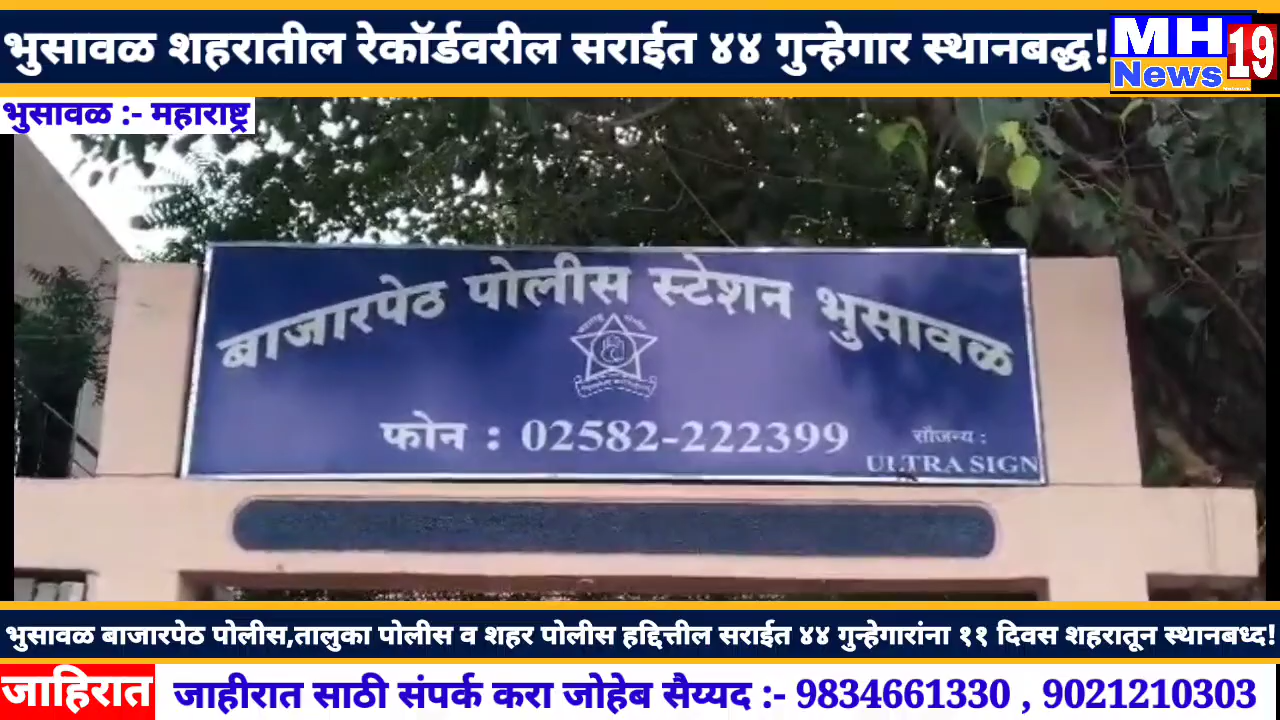 भुसावळ शहरातील रेकॉर्डवरील सराईत ४४ गुन्हेगार स्थानबद्ध!
MH 19
News
Network
भुसावळ :- महाराष्ट्र
बाजारपेठ पोलीस स्टेशन भुसावळ
फोन : 02582-222399
सौजन्य :
ULTRA SIGN
भुसावळ बाजारपेठ पोलीस,तालुका पोलीस व शहर पोलीस हद्दित्तील सराईत ४४ गुन्हेगारांना ११ दिवस शहरातून स्थानबध्द!
जाहिरात जाहीरात साठी संपर्क करा जोहेब सैय्यद :- 9834661330 , 9021210303